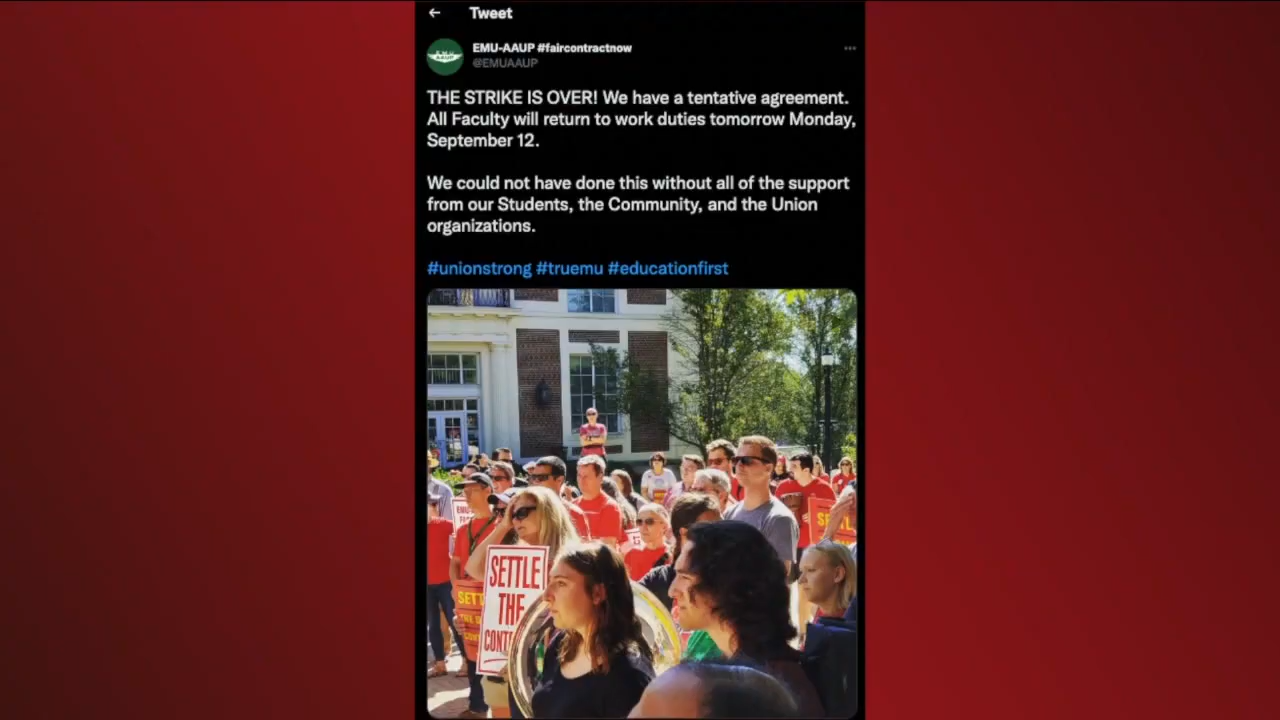 Tweet
EMU-AAUP #faircontractnow
@EMUAAUP
THE STRIKE IS OVER! We have a tentative agreement.
All Faculty will return to work duties tomorrow Monday,
September 12.
We could not have done this without all of the support
from our Students, the Community, and the Union
organizations.
#unionstrong #truemu #educationfirst
SETTLE
THE